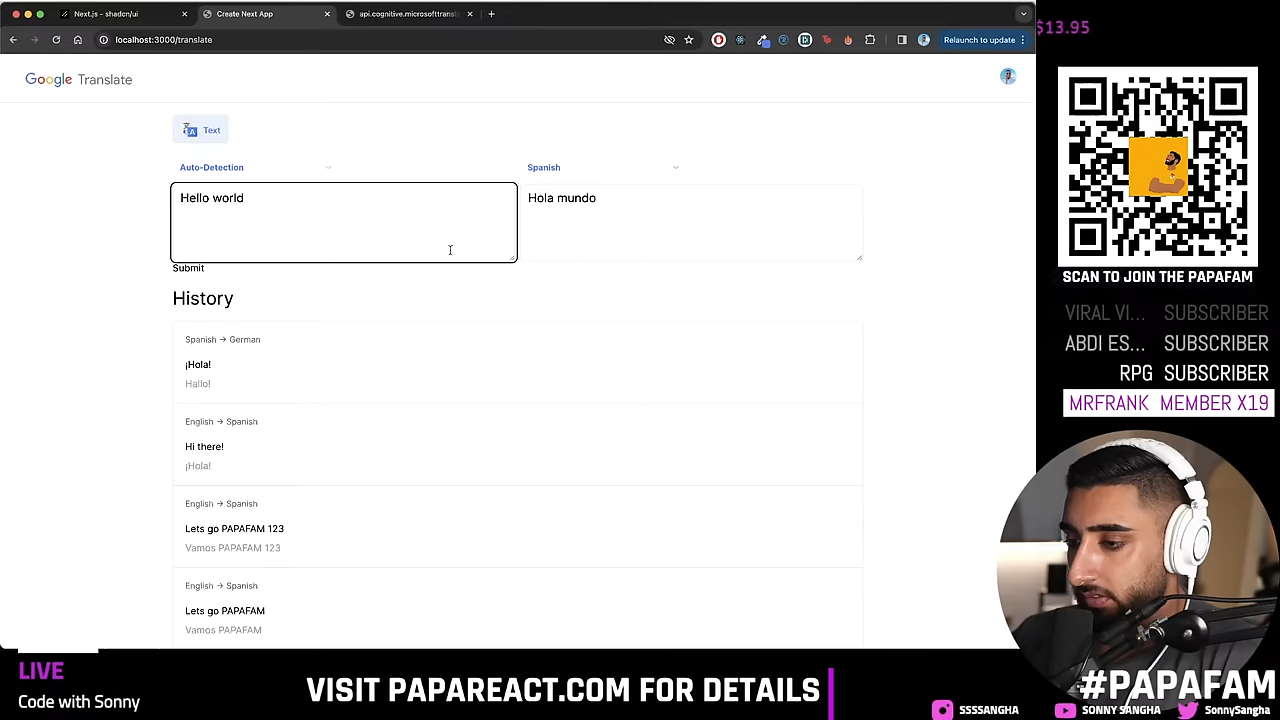 Next.js - shadcn/ui
Create New App
api.cognitive.microsofttransl
localhost:3000/translate
Relaunch to update
$13.95
Google Translate
Text
Auto-Detection
Spanish
Hello world
Hola mundo
Submit
History
Spanish → German
¡Hola!
Hallo!
English → Spanish
Hi there!
¡Hola!
English → Spanish
Lets go PAPAFAM 123
Vamos PAPAFAM 123
English → Spanish
Lets go PAPAFAM
Vamos PAPAFAM
SCAN TO JOIN THE PAPAFAM
VIRAL VI... SUBSCRIBER
ABDI ES... SUBSCRIBER
RPG SUBSCRIBER
MRFRANK MEMBER X19
LIVE
Code with Sonny
VISIT PAPAREACT.COM FOR DETAILS
#PAPAFAM
SSSSANGHA
SONNY SANGHA
SonnySangha